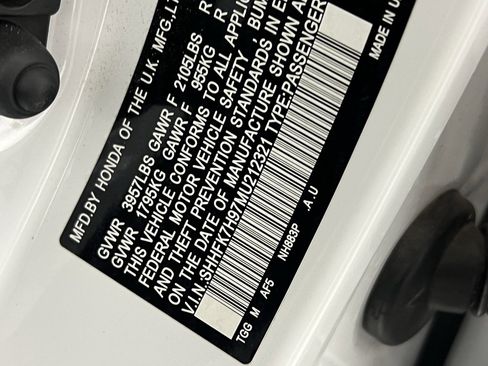 MFD.BY HONDA OF THE U.K. MFG.,
GVWR 3957LBS GAWR F 2105LBS
GVWR 1795KG GAWR F 955KG R
THIS VEHICLE CONFORMS TO ALL
FEDERAL MOTOR VEHICLE SAFETY, BUM
AND THEFT PREVENTION STANDARDS IN
ON THE DATE OF MANUFACTURE SHOWN
V.I.N.:SHHFK7H97MU212321 TYPE:PASSENGER
NH883P .A U
TGG M AF5
MADE IN U